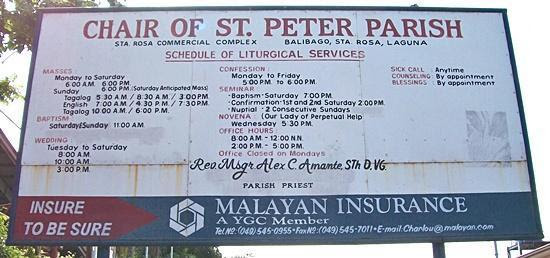 CHAIR OF ST. PETER PARISH
STA. ROSA COMMERCIAL COMPLEX BALIBAGO, STA. ROSA, LAGUNA
SCHEDULE OF LITURGICAL SERVICES
MASSES:
Monday to Saturday
6:00 A.M. 6:00 P.M.
Sunday 6:00 P.M. (Saturday Anticipated Mass)
Tagalog 5:30 A.M / 8:30 A.M / 3:00 P.M.
English 7:00 A.M / 4:30 P.M / 7:30 P.M.
Tagalog 10:00 A.M / 6:00 P.M.
BAPTISM
Saturday/Sunday 11:00 AM
WEDDING:
Tuesday to Saturday
8:00 A.M.
10:00 A.M.
3:00 P.M.
CONFESSION:
Monday to Friday
5:00 P.M. to 6:00 P.M.
SEMINAR:
-Baptism-Saturday 7:00 P.M.
-Confirmation-1st and 2nd Saturday 2:00 P.M.
-Nuptial - 2 Consecutive Sundays
NOVENA: (Our Lady of Perpetual Help
Wednesday 5:30 P.M.
OFFICE HOURS:
8:00 A.M - 12:00 N.N.
2:00 P.M - 5:00 P.M.
Office Closed on Mondays
Rev. Msgr. Alex C. Amante, STh D, VG.
PARISH PRIEST
SICK CALL: Anytime
COUNSELING: By appointment
BLESSINGS: By appointment
INSURE
TO BE SURE
MALAYAN INSURANCE
A YGC Member
Tel.No.: (049) 545-0955 • Fax No.: (049) 545-7011 • E-mail: Charlou@malayan.com